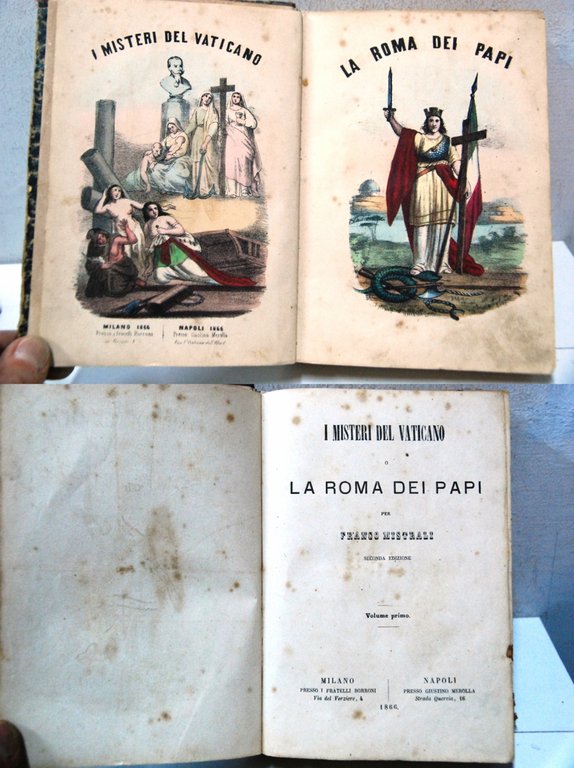 I MISTERI DEL VATICANO
MILANO 1866
NAPOLI 1866
LA ROMA DEI PAPI
I MISTERI DEL VATICANO
O
LA ROMA DEI PAPI
PER
FRANCO MISTRALI
SECONDA EDIZIONE
Volume primo.
MILANO
PRESSO I FRATELLI BORRONI
Via del Verziere, 4
NAPOLI
PRESSO GIUSTINO MEROLLA
Strada Quercia, 16
1866.